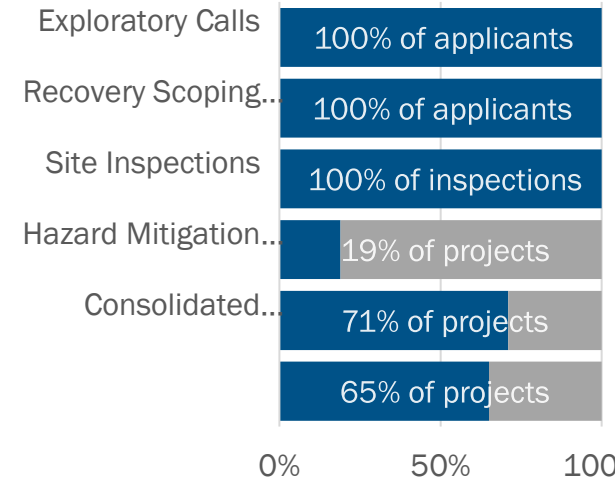 Exploratory Calls
100% of applicants
Recovery Scoping...
100% of applicants
Site Inspections
100% of inspections
Hazard Mitigation...
19% of projects
Consolidated...
71% of projects
65% of projects
0% 50% 100